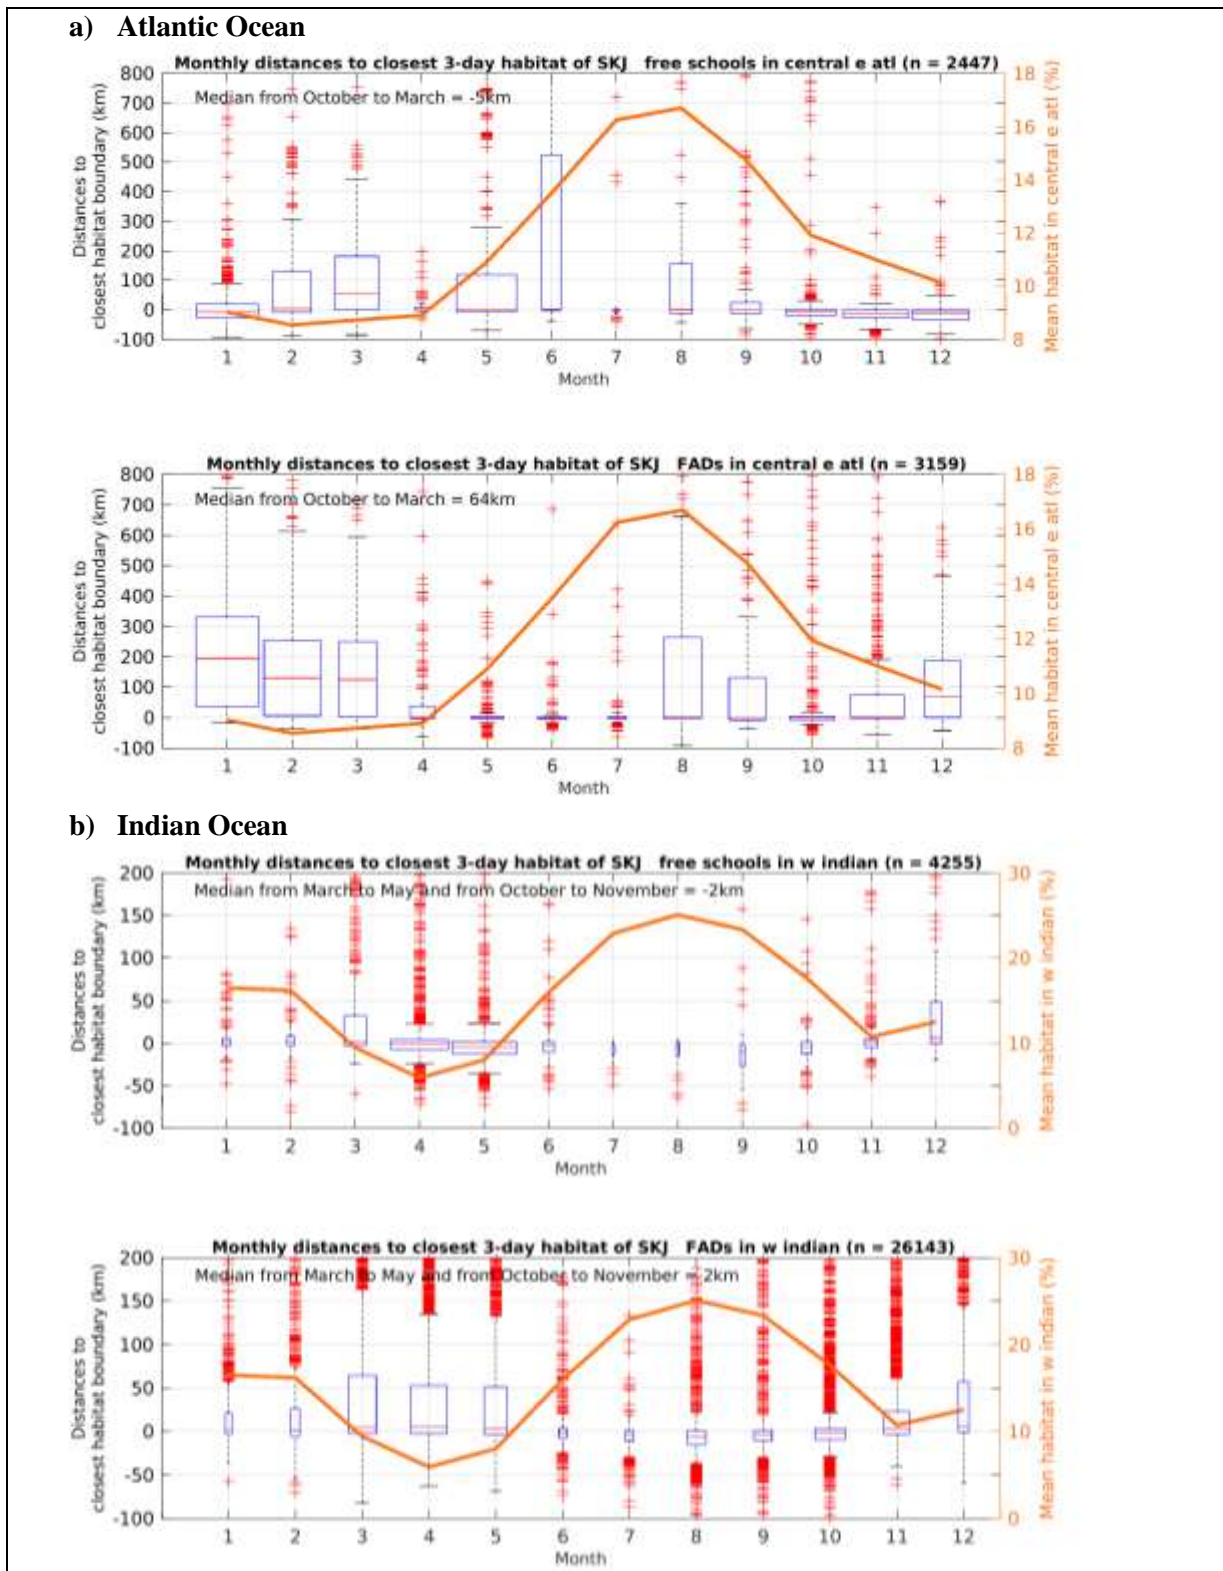 a) Atlantic Ocean
Monthly distances to closest 3-day habitat of SKJ free schools in central e atl (n = 2447)
Median from October to March = -5km
Distances to
closest habitat boundary (km)
800
700
600
500
400
300
200
100
0
-100
18
16
14
12
10
8
Mean habitat in central e atl (%)
1 2 3 4 5 6 7 8 9 10 11 12
Month
Monthly distances to closest 3-day habitat of SKJ FADs in central e atl (n = 3159)
Median from October to March = 64km
Distances to
closest habitat boundary (km)
800
700
600
500
400
300
200
100
0
-100
18
16
14
12
10
8
Mean habitat in central e atl (%)
1 2 3 4 5 6 7 8 9 10 11 12
Month
b) Indian Ocean
Monthly distances to closest 3-day habitat of SKJ free schools in w indian (n = 4255)
Median from March to May and from October to November = -2km
Distances to
closest habitat boundary (km)
200
150
100
50
0
-50
-100
30
20
10
0
Mean habitat in w indian (%)
1 2 3 4 5 6 7 8 9 10 11 12
Month
Monthly distances to closest 3-day habitat of SKJ FADs in w indian (n = 26143)
Median from March to May and from October to November = 2km
Distances to
closest habitat boundary (km)
200
150
100
50
0
-50
-100
30
20
10
0
Mean habitat in w indian (%)
1 2 3 4 5 6 7 8 9 10 11 12
Month